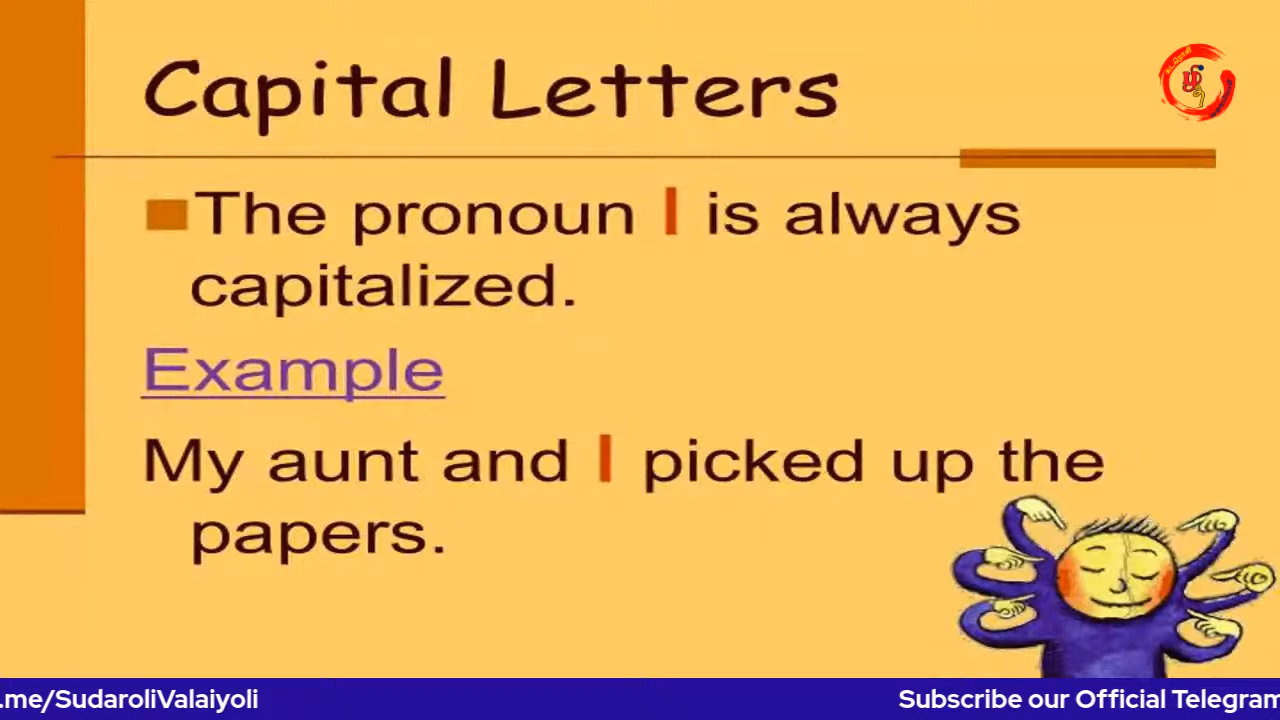 Capital Letters
The pronoun I is always
capitalized.
Example
My aunt and I picked up the
papers.
.me/SudaroliValaiyoli
Subscribe our Official Telegram